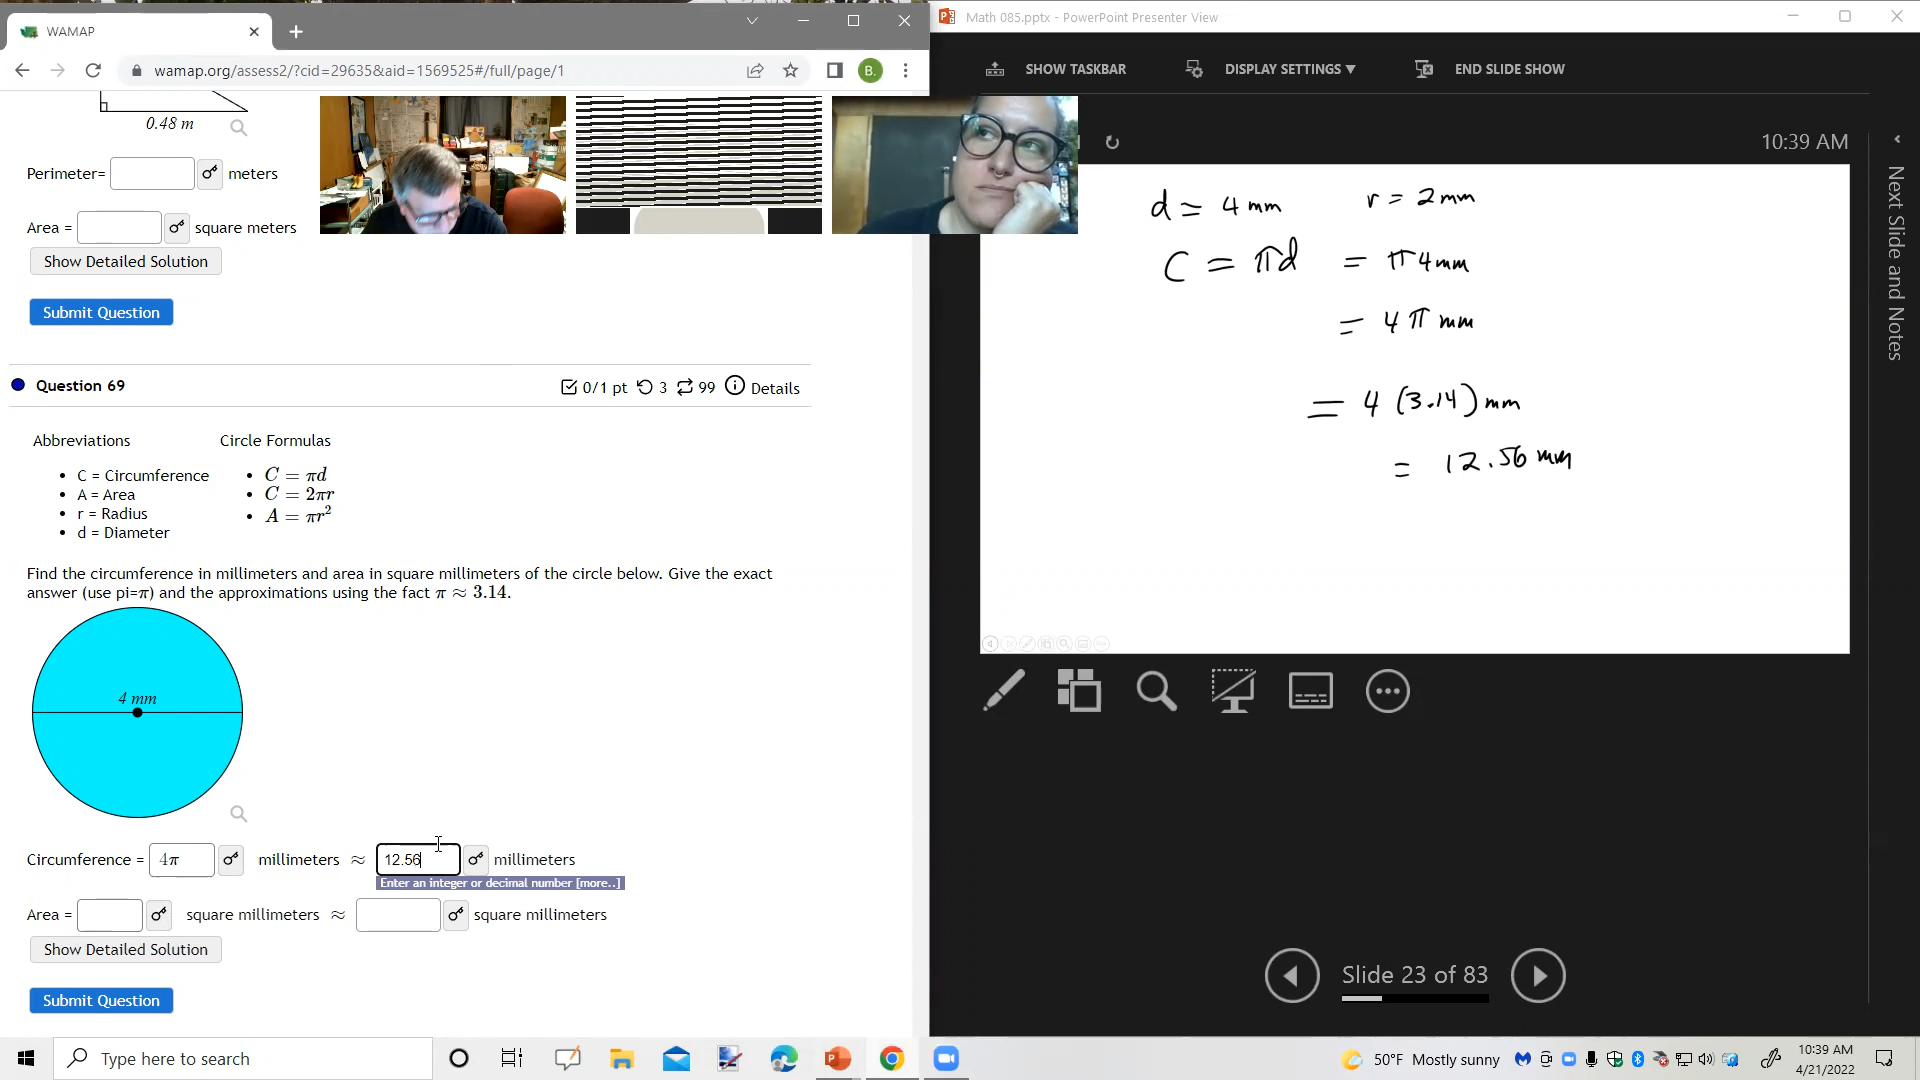 WAMAP
wamap.org/assess2/?cid=29635&aid=1569525#/full/page/1
B.
0.48 m
Perimeter= meters
Area = square meters
Show Detailed Solution
Submit Question
Question 69
0/1 pt 3 99 Details
Abbreviations
• C = Circumference
• A = Area
• r = Radius
• d = Diameter
Circle Formulas
• C = πd
• C = 2πr
• A = πr²
Find the circumference in millimeters and area in square millimeters of the circle below. Give the exact
answer (use pi=π) and the approximations using the fact π ≈ 3.14.
4 mm
Circumference = 4π millimeters ≈ 12.56 millimeters
Enter an integer or decimal number [more..]
Area = square millimeters ≈ square millimeters
Show Detailed Solution
Submit Question
Math 085.pptx - PowerPoint Presenter View
SHOW TASKBAR DISPLAY SETTINGS ▼ END SLIDE SHOW
10:39 AM
d = 4 mm r = 2 mm
C = πd = π4mm
= 4π mm
= 4 (3.14) mm
= 12.56 mm
Next Slide and Notes
Slide 23 of 83
Type here to search
50°F Mostly sunny
10:39 AM
4/21/2022